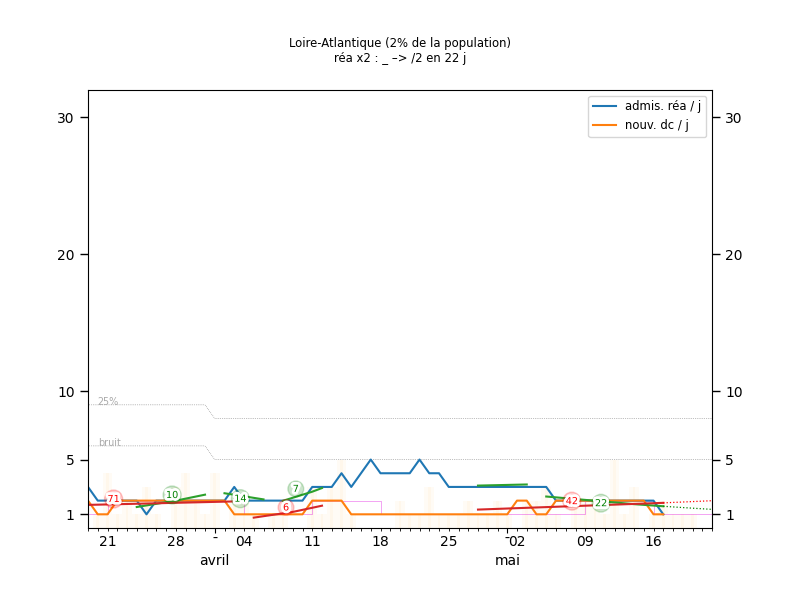 Loire-Atlantique (2% de la population)
réa x2 : _ –> /2 en 22 j
admis. réa / j
nouv. dc / j
30 30
20 20
10 10
25%
bruit
5 5
71 10 14 7 6 42 22
1 1
21 28 - 04 11 18 25 -02 09 16
avril mai